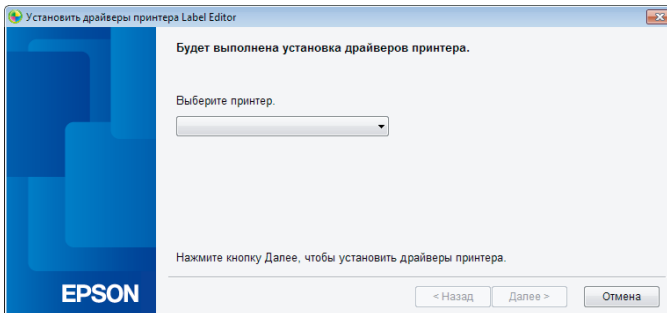 Установить драйверы принтера Label Editor
Будет выполнена установка драйверов принтера.
Выберите принтер.
Нажмите кнопку Далее, чтобы установить драйверы принтера.
EPSON
< Назад
Далее >
Отмена